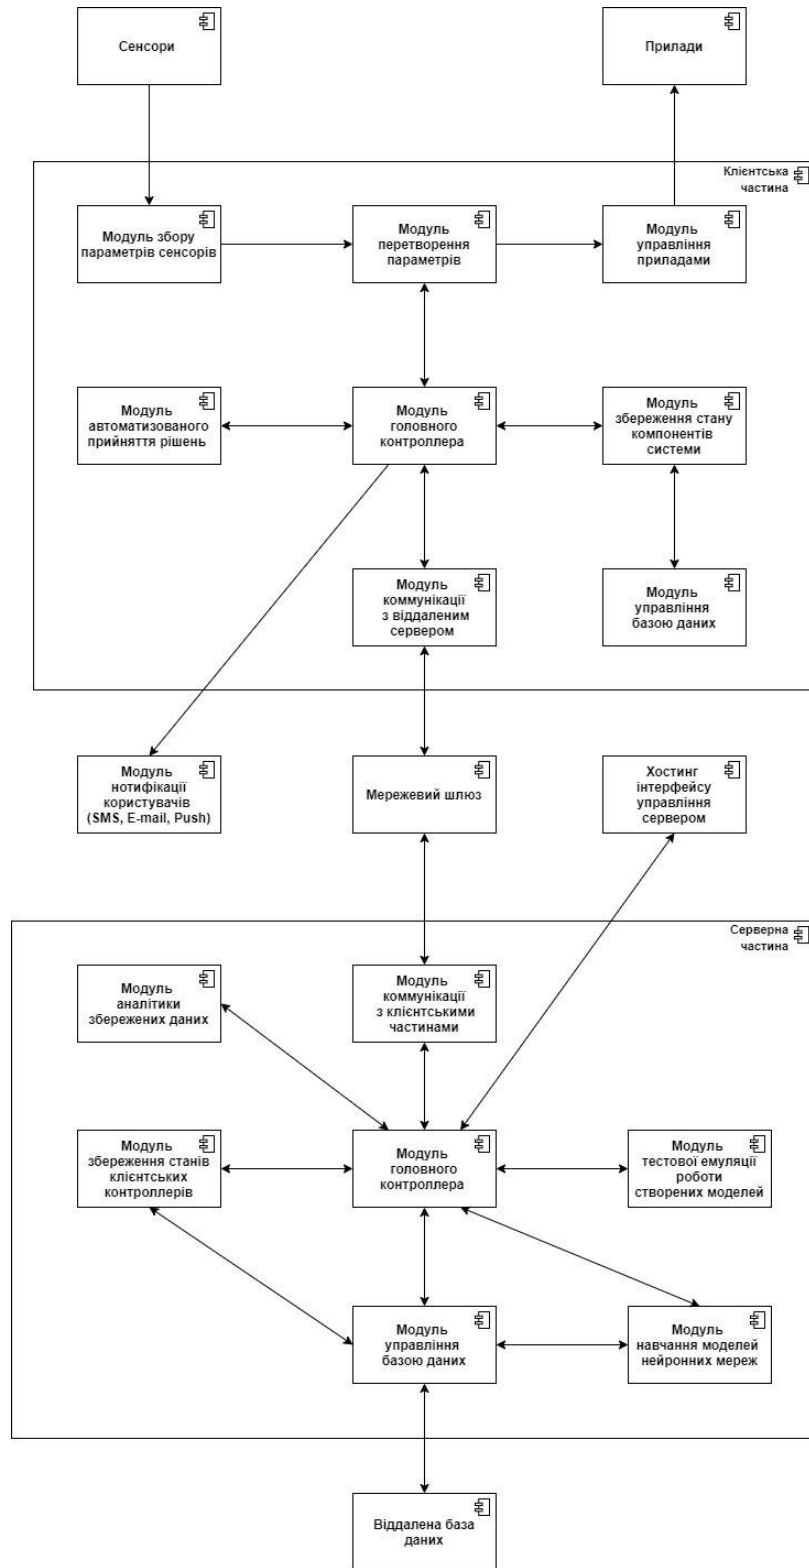 Сенсори
Прилади
Клієнтська
частина
Модуль збору
параметрів сенсорів
Модуль
перетворення
параметрів
Модуль
управління
приладами
Модуль
автоматизованого
прийняття рішень
Модуль
головного
контроллера
Модуль
збереження стану
компонентів
системи
Модуль
коммунікації
з віддаленим
сервером
Модуль
управління
базою даних
Модуль
нотифікації
користувачів
(SMS, E-mail, Push)
Мережевий шлюз
Хостинг
інтерфейсу
управління
сервером
Серверна
частина
Модуль
аналітики
збережених даних
Модуль
коммунікації
з клієнтськими
частинами
Модуль
збереження станів
клієнтських
контроллерів
Модуль
головного
контроллера
Модуль
тестової емуляції
роботи
створених моделей
Модуль
управління
базою даних
Модуль
навчання моделей
нейронних мереж
Віддалена база
даних